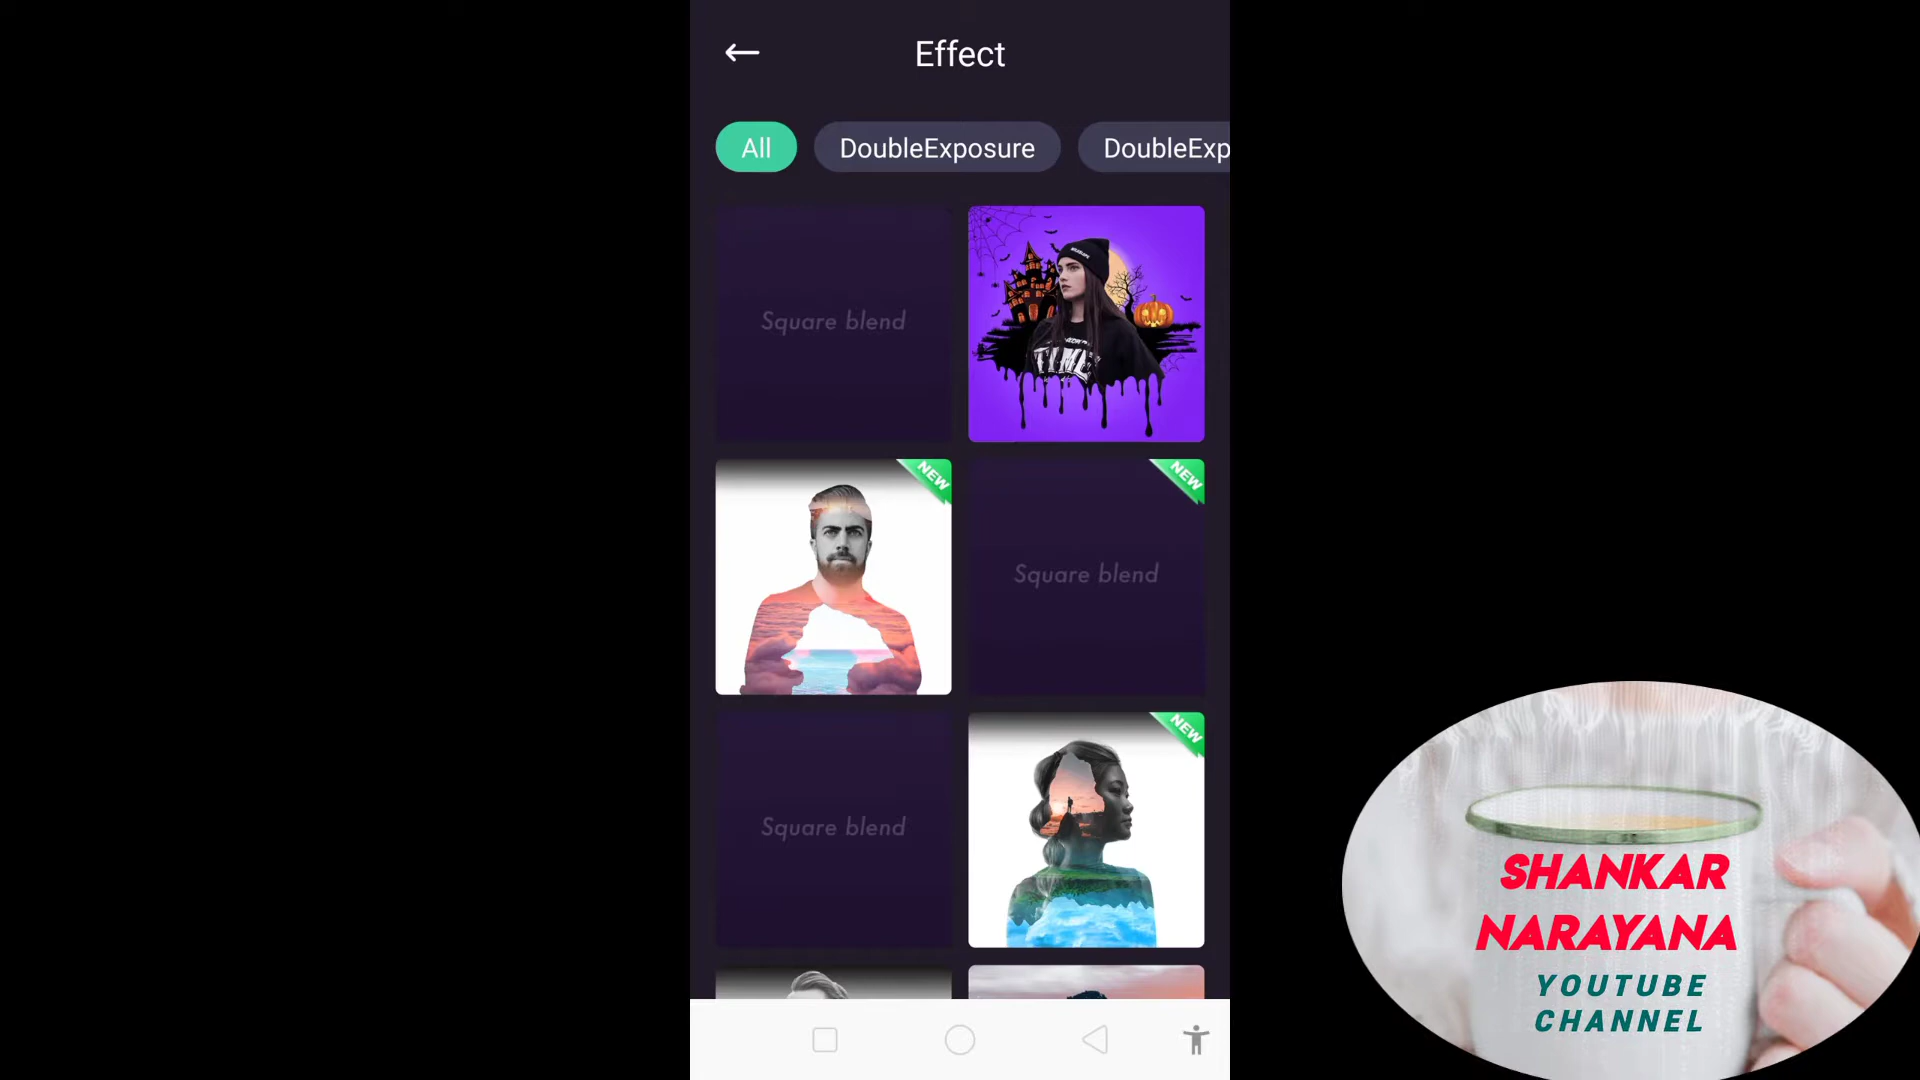 Effect
All
DoubleExposure
DoubleExp
Square blend
TIME
NEW
NEW
Square blend
Square blend
NEW
SHANKAR
NARAYANA
YOUTUBE
CHANNEL